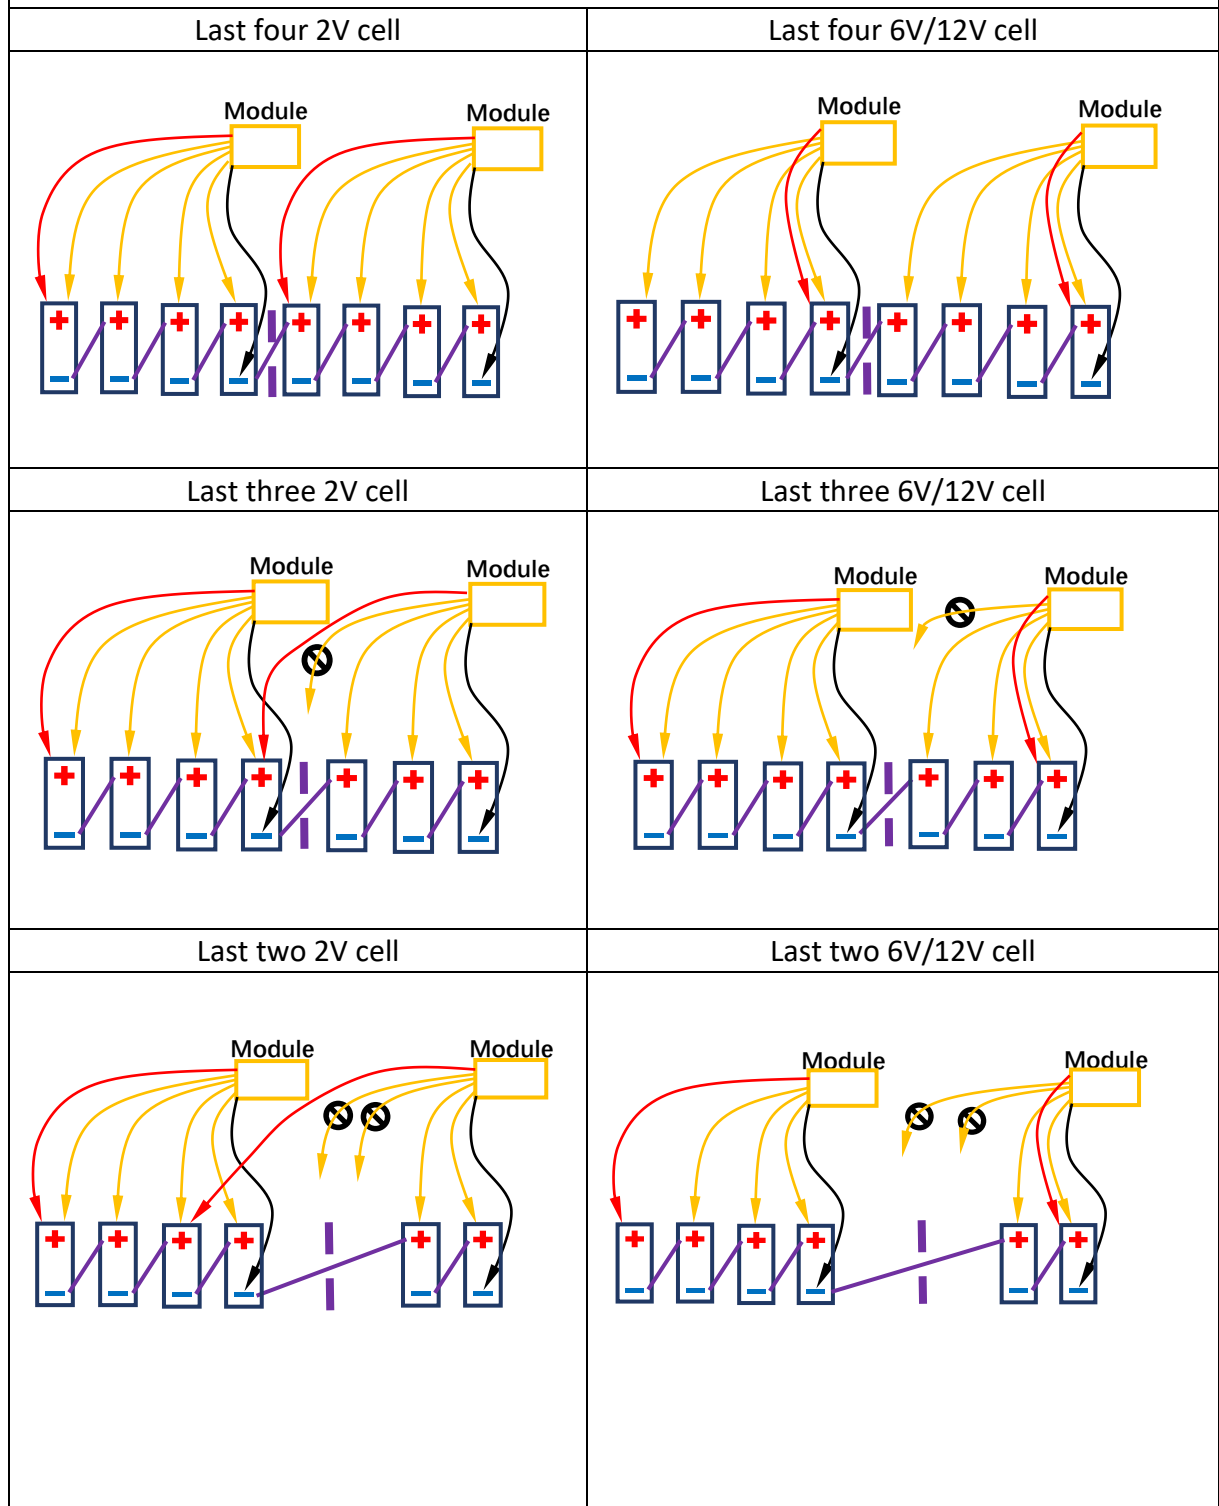 Last four 2V cell
Last four 6V/12V cell
Module
Module
Module
Module
Last three 2V cell
Last three 6V/12V cell
Module
Module
Module
Module
Last two 2V cell
Last two 6V/12V cell
Module
Module
Module
Module